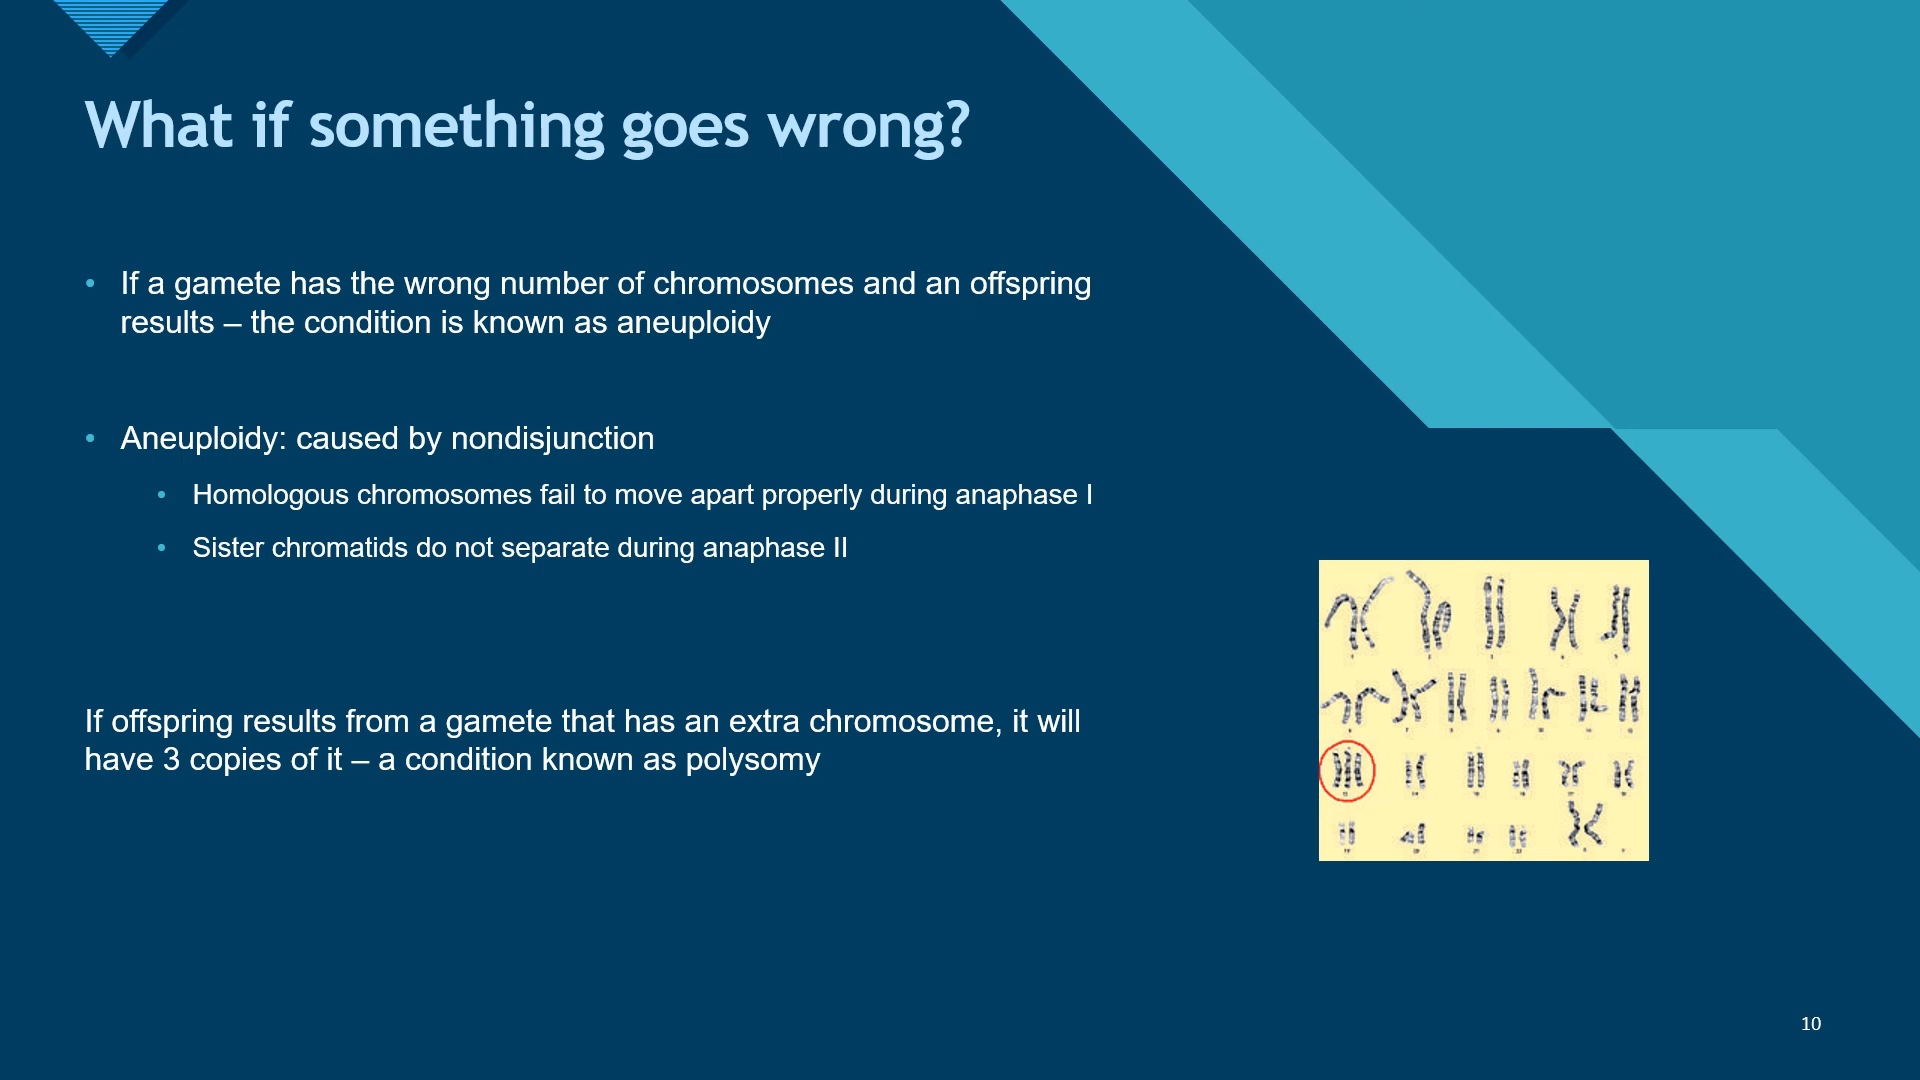 What if something goes wrong?
• If a gamete has the wrong number of chromosomes and an offspring
results – the condition is known as aneuploidy
• Aneuploidy: caused by nondisjunction
• Homologous chromosomes fail to move apart properly during anaphase I
• Sister chromatids do not separate during anaphase II
If offspring results from a gamete that has an extra chromosome, it will
have 3 copies of it – a condition known as polysomy
10